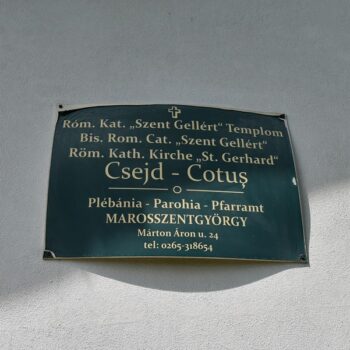 Róm. Kat. „Szent Gellért" Templom
Bis. Rom. Cat. „Szent Gellért"
Röm. Kath. Kirche „St. Gerhard"
Csejd - Cotuș
Plébánia - Parohia - Pfarramt
MAROSSZENTGYÖRGY
Márton Áron u. 24
tel: 0265-318654